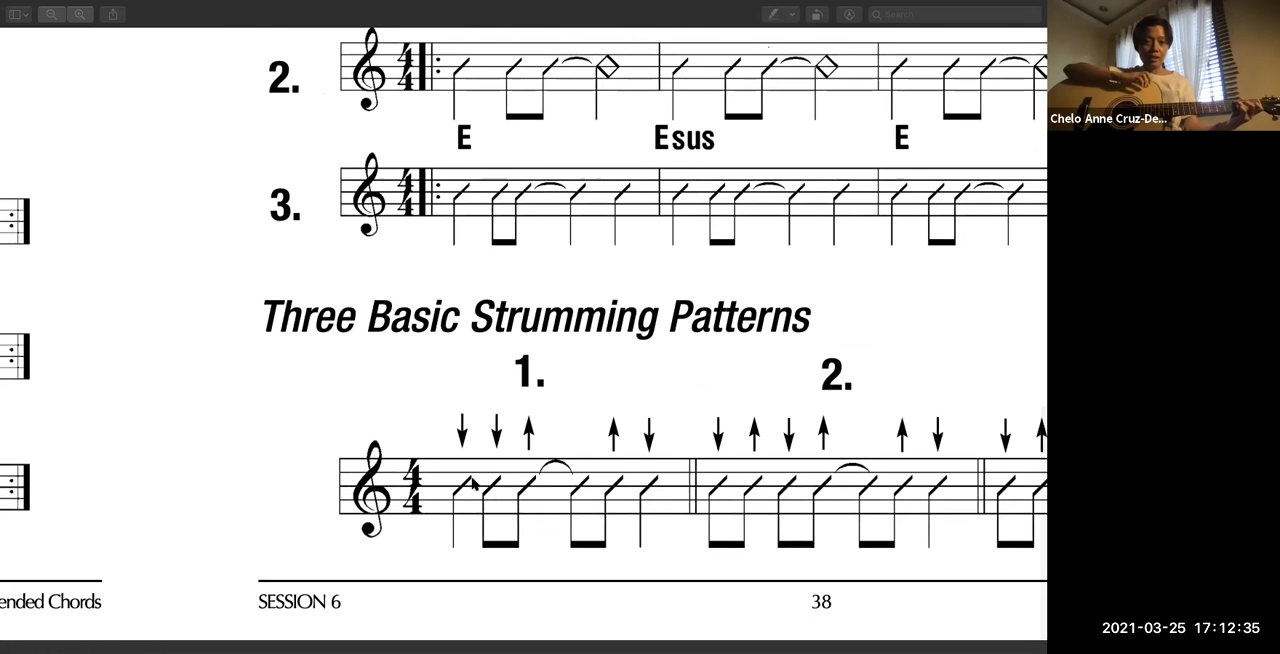 Search
Chelo Anne Cruz-De...
2.
E
Esus
E
3.
Three Basic Strumming Patterns
1.
2.
ended Chords
SESSION 6
38
2021-03-25 17:12:35